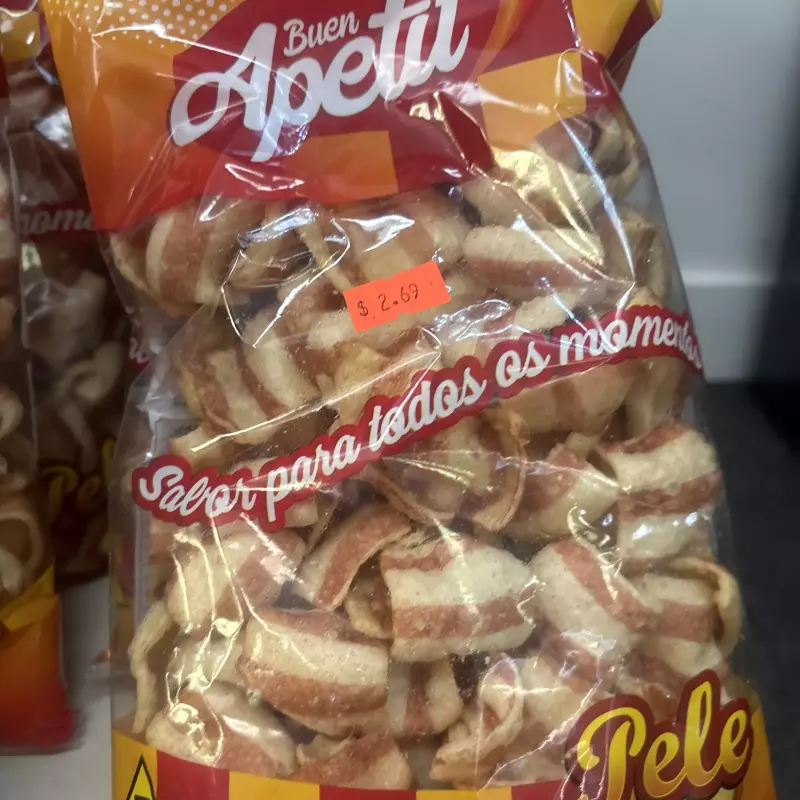 Buen
Apetit
$ 2.69
Sabor para todos os momentos
Pele